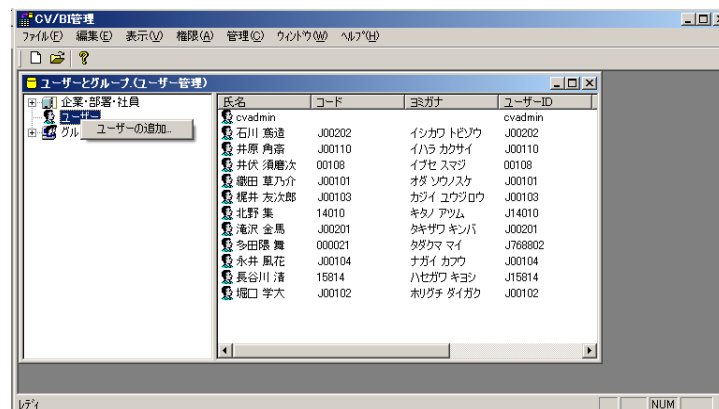 CV/BI管理
ファイル(F) 編集(E) 表示(V) 権限(A) 管理(C) ウィンドウ(W) ヘルプ(H)
ユーザーとグループ.(ユーザー管理)
企業・部署・社員
ユーザー
グル
ユーザーの追加...
氏名 コード ヨミガナ ユーザーID
cvadmin cvadmin
石川 蔦造 J00202 イシカワ トビゾウ J00202
井原 角斎 J00110 イハラ カクサイ J00110
井伏 須磨次 00108 イブセ スマジ 00108
織田 草乃介 J00101 オダ ソウノスケ J00101
梶井 友次郎 J00103 カジイ ユウジロウ J00103
北野 集 14010 キタノ アツム J14010
滝沢 金馬 J00201 タキザワ キンバ J00201
多田隈 舞 000021 タダクマ マイ J768802
永井 風花 J00104 ナガイ カフウ J00104
長谷川 清 15814 ハセガワ キヨシ J15814
堀口 学大 J00102 ホリグチ ダイガク J00102
レディ NUM